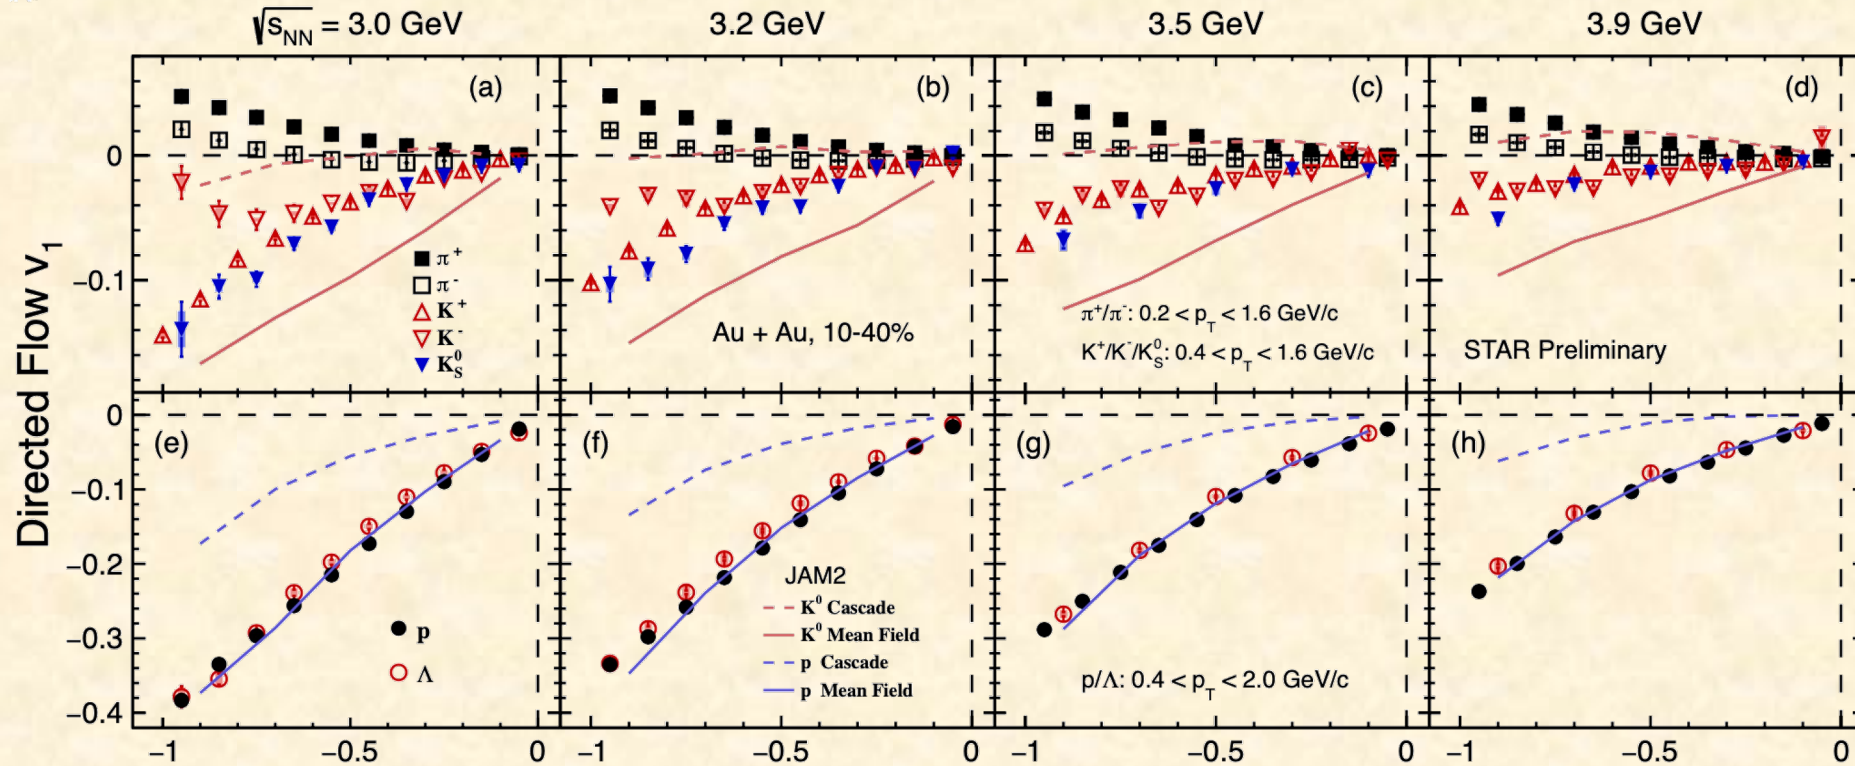 √sNN = 3.0 GeV
3.2 GeV
3.5 GeV
3.9 GeV
Directed Flow v1
(a)
(b)
(c)
(d)
0
−0.1
π+
π-
K+
K-
K0S
Au + Au, 10-40%
π+/π-: 0.2 < pT < 1.6 GeV/c
K+/K-/K0S: 0.4 < pT < 1.6 GeV/c
STAR Preliminary
0
−0.1
−0.2
−0.3
−0.4
(e)
(f)
(g)
(h)
p
Λ
JAM2
K0 Cascade
K0 Mean Field
p Cascade
p Mean Field
p/Λ: 0.4 < pT < 2.0 GeV/c
−1 −0.5 0
−1 −0.5 0
−1 −0.5 0
−1 −0.5 0